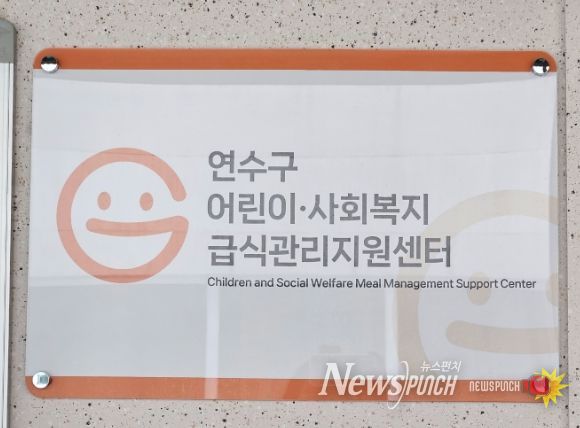 연수구
어린이·사회복지
급식관리지원센터
Children and Social Welfare Meal Management Support Center
뉴스펀치
NEWSPUNCH
NEWSPUNCH